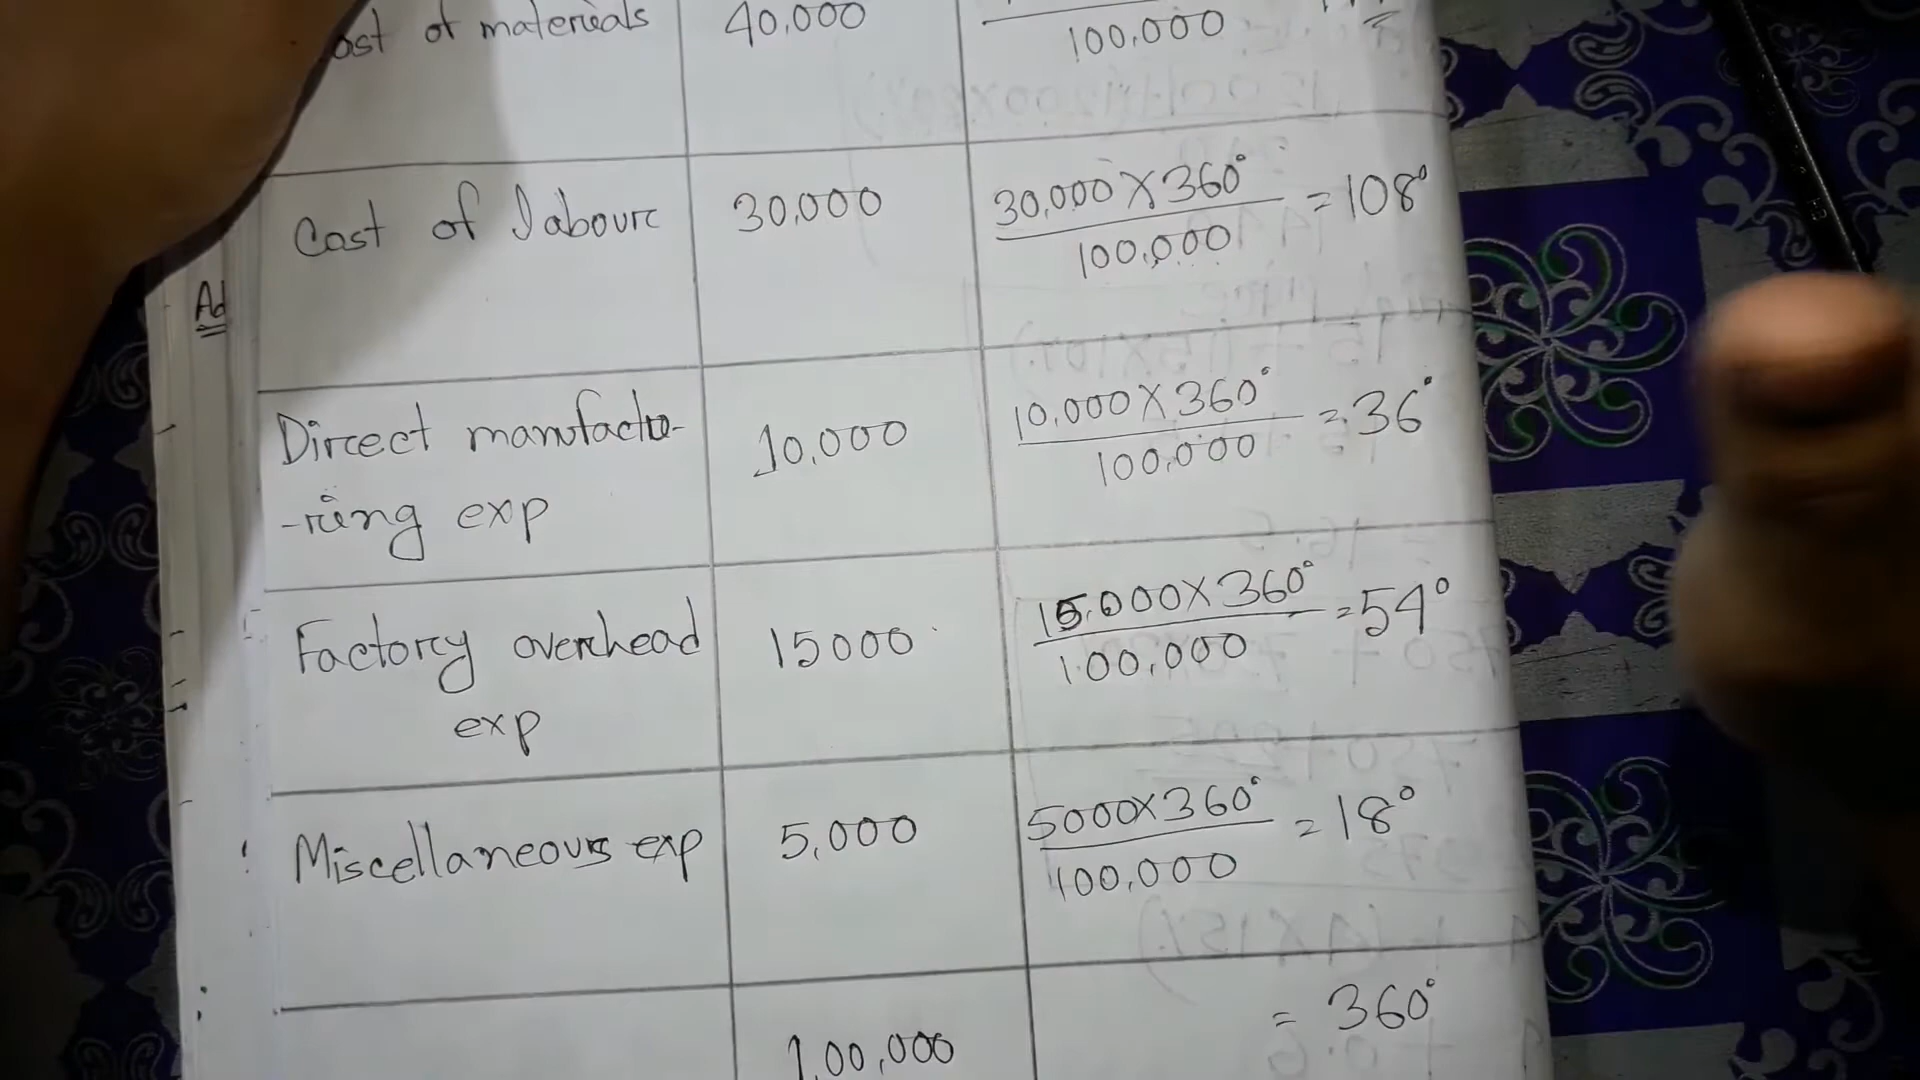 ost of materials 40,000
100,000
Cost of labour 30,000 30,000 X 360° = 108°
100,000
Ad
Direct manufactu- 10,000 10,000 X 360° = 36°
-ring exp 100,000
Factory overhead 15000 15,000 X 360° = 54°
exp 100,000
Miscellaneous exp 5,000 5000 X 360° = 18°
100,000
= 360°
1,00,000